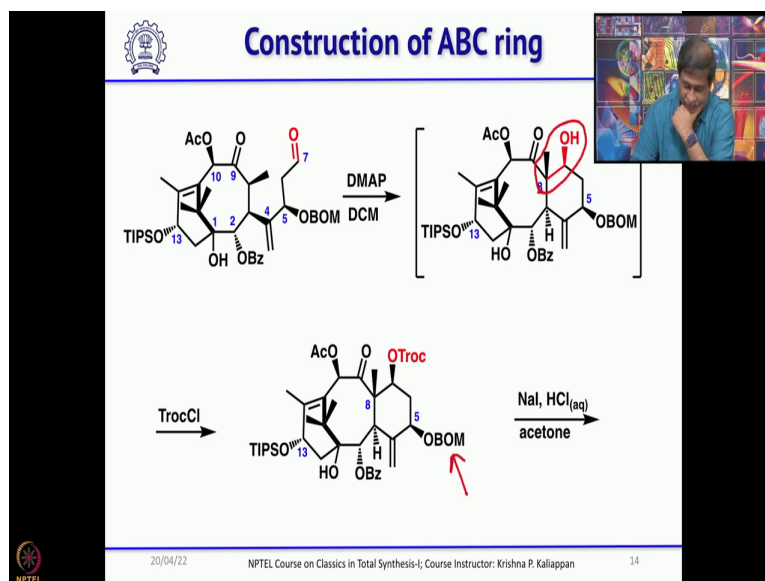 Construction of ABC ring
AcO
O
O
7
10
9
4
5
OBOM
1
2
TIPSO
13
OH
OBz
DMAP
DCM
AcO
O
OH
8
5
OBOM
TIPSO
13
H
HO
OBz
TrocCl
AcO
O
OTroc
8
5
OBOM
TIPSO
13
H
HO
OBz
NaI, HCl(aq)
acetone
20/04/22
NPTEL Course on Classics in Total Synthesis-I; Course Instructor: Krishna P. Kaliappan
14
NPTEL